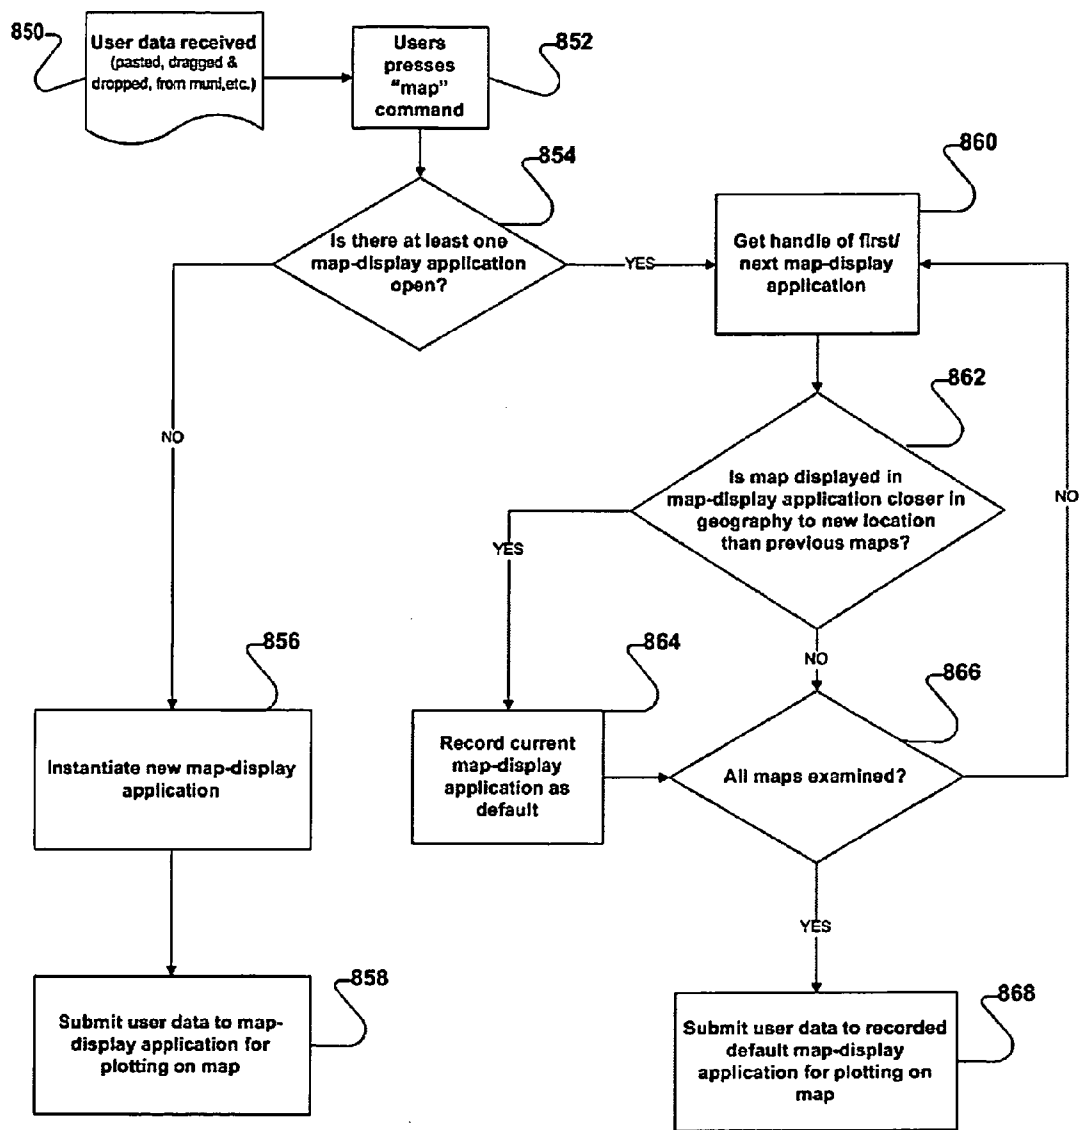 850
User data received
(pasted, dragged &
dropped, from muni,etc.)
Users
presses
"map"
command
852
854
Is there at least one
map-display application
open?
YES
NO
860
Get handle of first/
next map-display
application
862
Is map displayed in
map-display application closer in
geography to new location
than previous maps?
YES
NO
NO
856
Instantiate new map-display
application
864
Record current
map-display
application as
default
866
All maps examined?
YES
858
Submit user data to map-
display application for
plotting on map
868
Submit user data to recorded
default map-display
application for plotting on
map